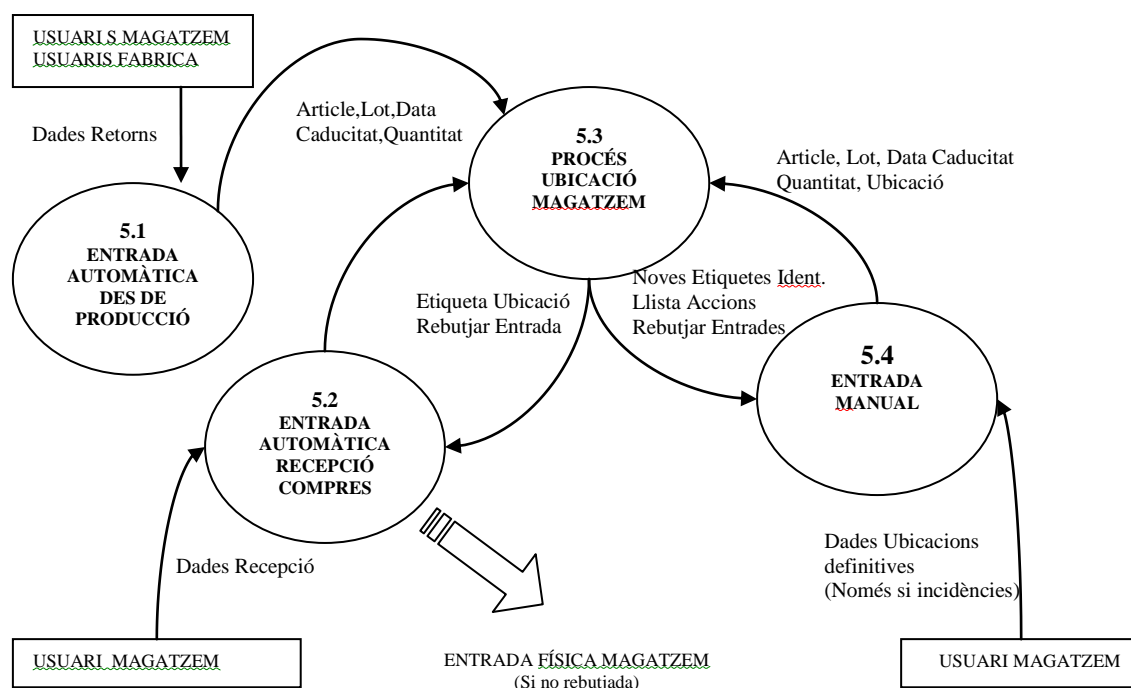 USUARI S MAGATZEM
USUARIS FABRICA
Dades Retorns
Article,Lot,Data
Caducitat,Quantitat
5.3
PROCÉS
UBICACIÓ
MAGATZEM
Article, Lot, Data Caducitat
Quantitat, Ubicació
5.1
ENTRADA
AUTOMÀTICA
DES DE
PRODUCCIÓ
Etiqueta Ubicació
Rebutjar Entrada
Noves Etiquetes Ident.
Llista Accions
Rebutjar Entrades
5.4
ENTRADA
MANUAL
5.2
ENTRADA
AUTOMÀTICA
RECEPCIÓ
COMPRES
Dades Recepció
Dades Ubicacions
definitives
(Només si incidències)
USUARI MAGATZEM
ENTRADA FÍSICA MAGATZEM
(Si no rebutjada)
USUARI MAGATZEM